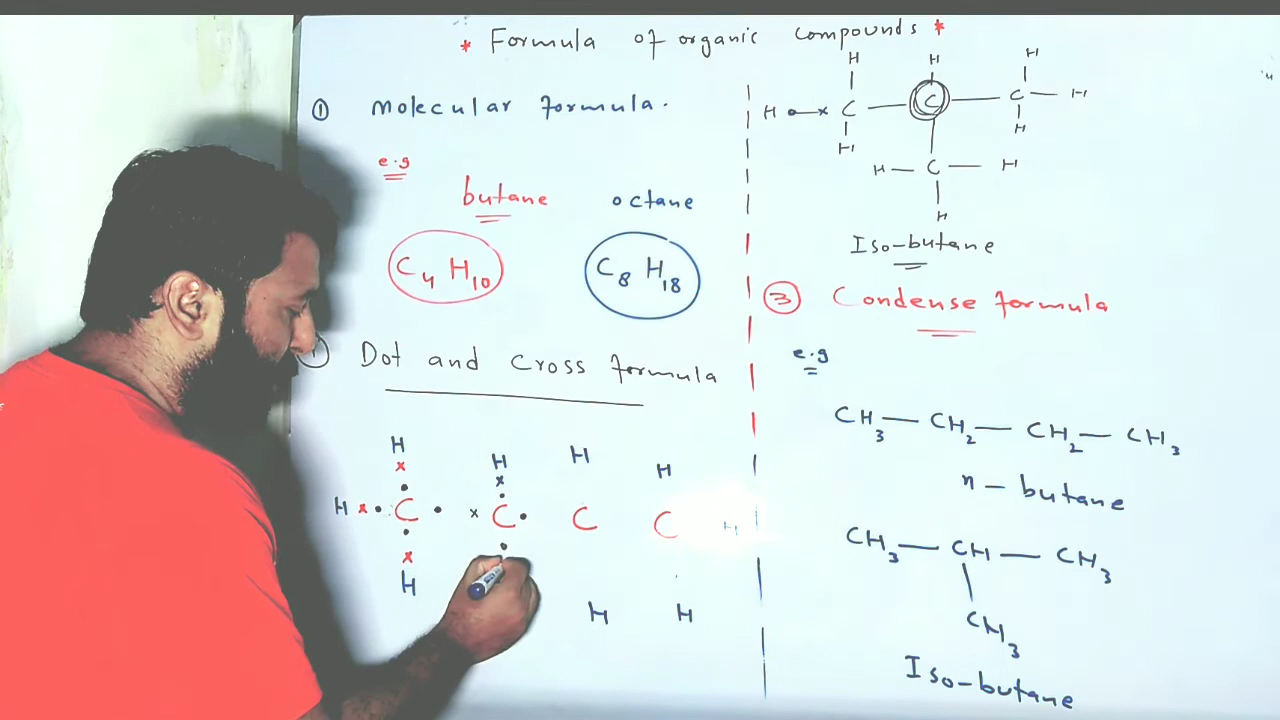 * Formula of organic compounds *
① Molecular formula.
e.g
butane octane
C₄ H₁₀ C₈ H₁₈
Dot and Cross formula
H H H H
x x
H x • C • x C • C C H
x
H H H
H H H
H •—x C — C — C — H
H H
H — C — H
H
Iso-butane
③ Condense formula
e.g
CH₃ — CH₂ — CH₂ — CH₃
n - butane
CH₃ — CH — CH₃
CH₃
Iso-butane